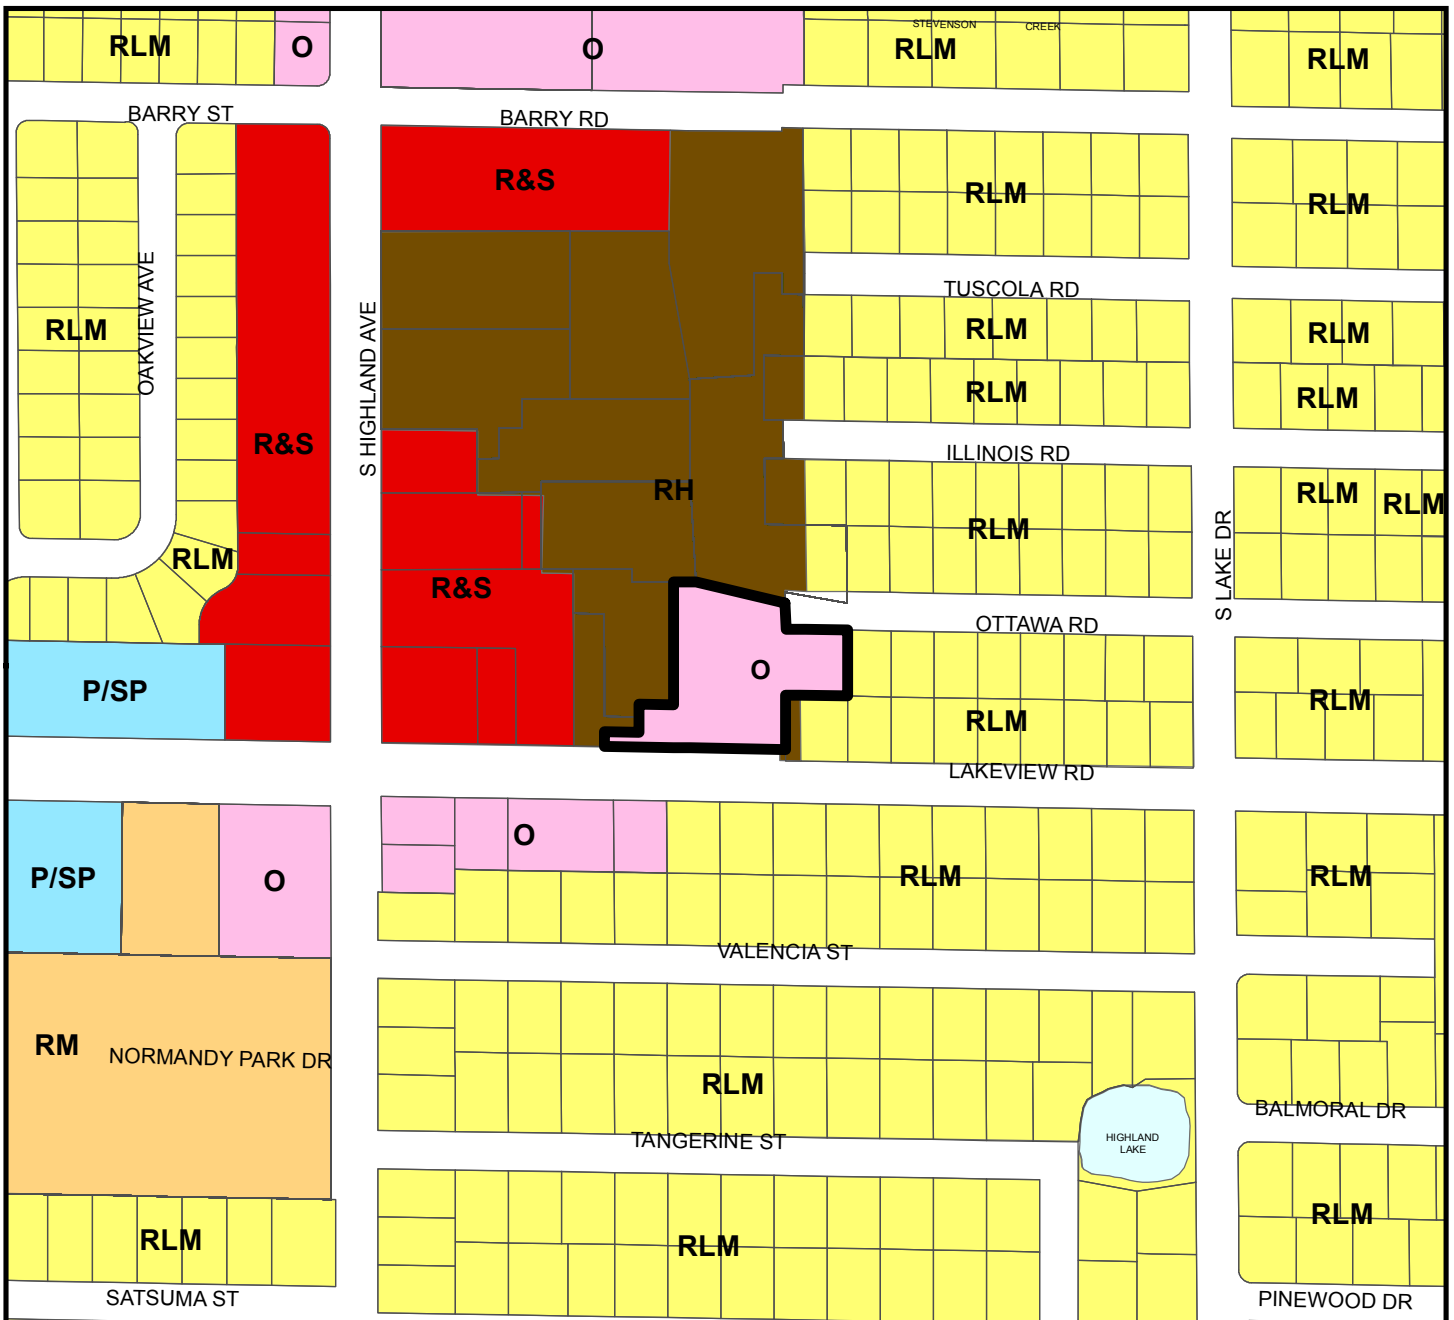 STEVENSON CREEK
RLM
O
O
RLM
RLM
BARRY ST
BARRY RD
R&S
RLM
RLM
OAKVIEW AVE
TUSCOLA RD
RLM
S HIGHLAND AVE
RLM
RLM
RLM
RLM
R&S
ILLINOIS RD
RH
RLM
RLM
RLM
RLM
S LAKE DR
R&S
OTTAWA RD
O
P/SP
RLM
RLM
LAKEVIEW RD
O
P/SP
O
RLM
RLM
VALENCIA ST
RM
NORMANDY PARK DR
RLM
BALMORAL DR
TANGERINE ST
HIGHLAND
LAKE
RLM
RLM
RLM
SATSUMA ST
PINEWOOD DR